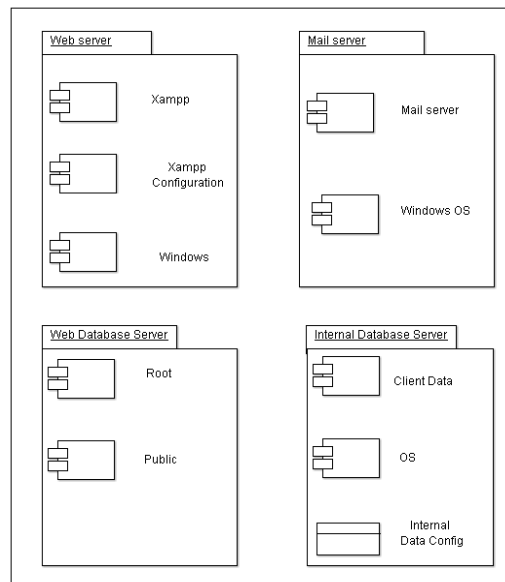 Web server
Xampp
Xampp
Configuration
Windows
Mail server
Mail server
Windows OS
Web Database Server
Root
Public
Internal Database Server
Client Data
OS
Internal
Data Config